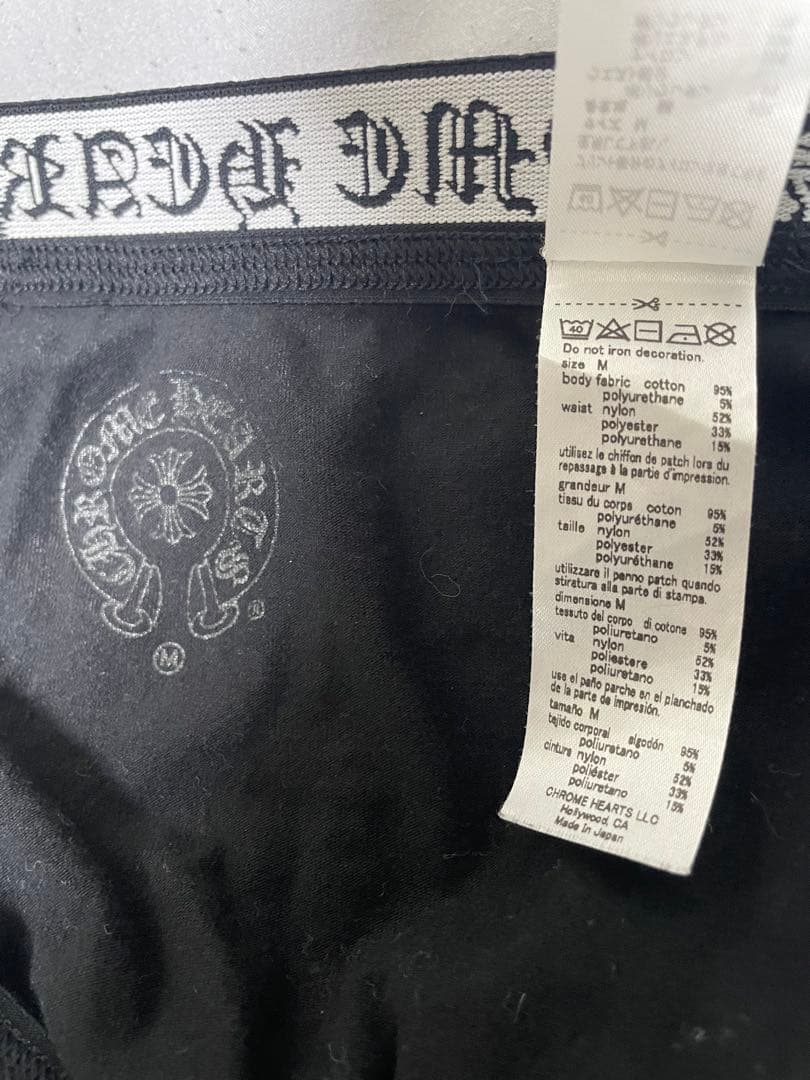 CHROME HEARTS
®
M
40
Do not iron decoration.
size M
body fabric cotton 95%
polyurethane 5%
waist nylon 52%
polyester 33%
polyurethane 15%
utilisez le chiffon de patch lors du
repassage à la partie d'impression.
grandeur M
tissu du corps coton 95%
polyuréthane 5%
taille nylon 52%
polyester 33%
polyuréthane 15%
utilizzare il panno patch quando
stiratura alla parte di stampa.
dimensione M
tessuto del corpo di cotone 95%
poliuretano 5%
vita nylon 52%
poliestere 33%
poliuretano 15%
use el paño parche en el planchado
de la parte de impresión.
tamaño M
tejido corporal algodón 95%
poliuretano 5%
cintura nylon 52%
poliéster 33%
poliuretano 15%
CHROME HEARTS LLC
Hollywood, CA
Made In Japan